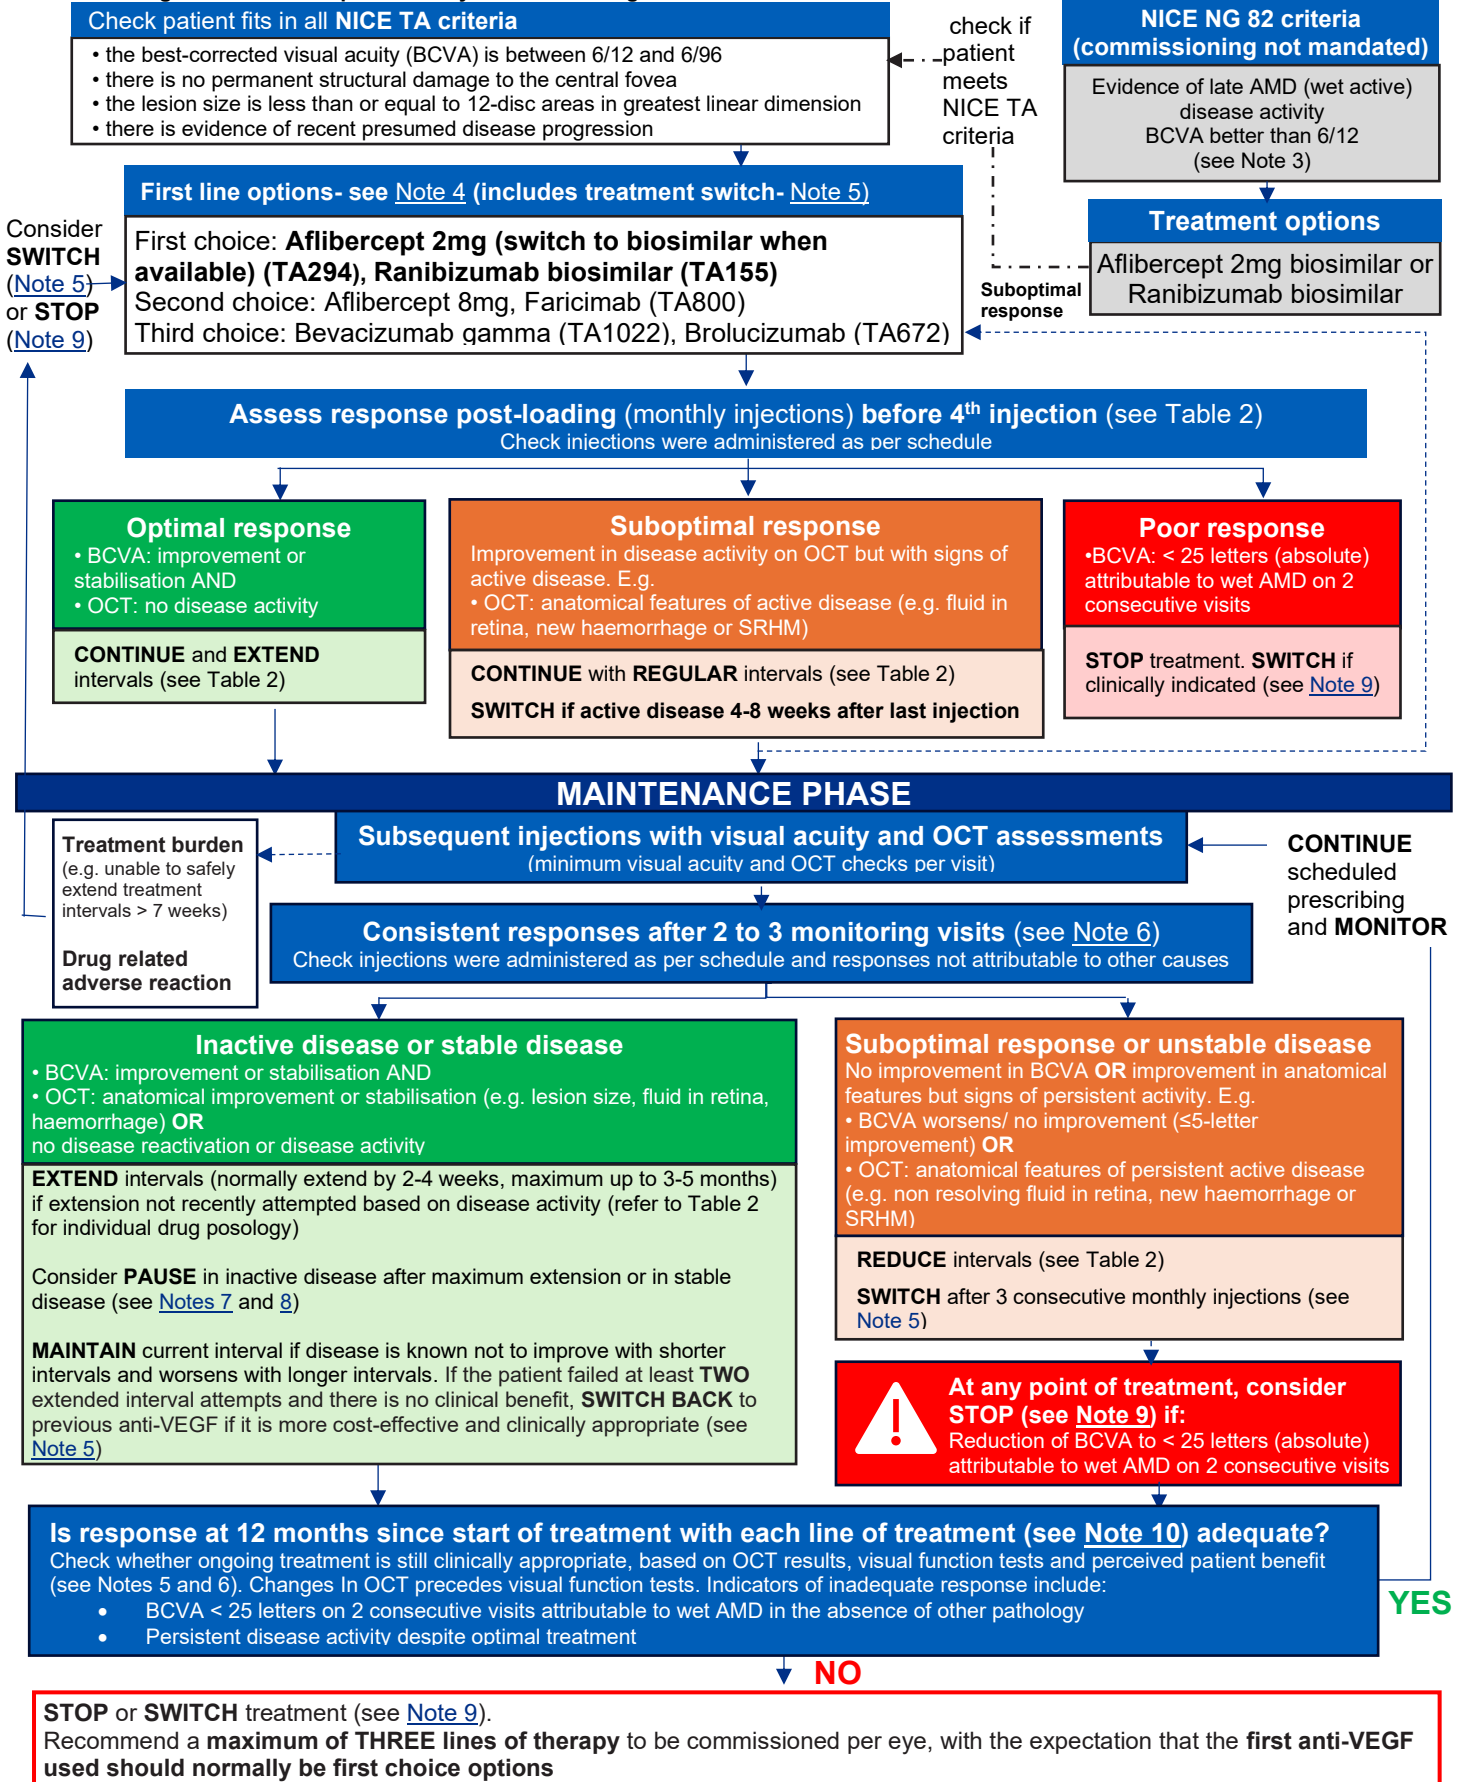 Check patient fits in all NICE TA criteria
• the best-corrected visual acuity (BCVA) is between 6/12 and 6/96
• there is no permanent structural damage to the central fovea
• the lesion size is less than or equal to 12-disc areas in greatest linear dimension
• there is evidence of recent presumed disease progression
check if
patient
meets
NICE TA
criteria
NICE NG 82 criteria
(commissioning not mandated)
Evidence of late AMD (wet active)
disease activity
BCVA better than 6/12
(see Note 3)
Treatment options
Aflibercept 2mg biosimilar or
Ranibizumab biosimilar
Suboptimal
response
First line options- see Note 4 (includes treatment switch- Note 5)
First choice: Aflibercept 2mg (switch to biosimilar when
available) (TA294), Ranibizumab biosimilar (TA155)
Second choice: Aflibercept 8mg, Faricimab (TA800)
Third choice: Bevacizumab gamma (TA1022), Brolucizumab (TA672)
Consider
SWITCH
(Note 5)
or STOP
(Note 9)
Assess response post-loading (monthly injections) before 4th injection (see Table 2)
Check injections were administered as per schedule
Optimal response
• BCVA: improvement or
stabilisation AND
• OCT: no disease activity
CONTINUE and EXTEND
intervals (see Table 2)
Suboptimal response
Improvement in disease activity on OCT but with signs of
active disease. E.g.
• OCT: anatomical features of active disease (e.g. fluid in
retina, new haemorrhage or SRHM)
CONTINUE with REGULAR intervals (see Table 2)
SWITCH if active disease 4-8 weeks after last injection
Poor response
•BCVA: < 25 letters (absolute)
attributable to wet AMD on 2
consecutive visits
STOP treatment. SWITCH if
clinically indicated (see Note 9)
MAINTENANCE PHASE
Treatment burden
(e.g. unable to safely
extend treatment
intervals > 7 weeks)
Drug related
adverse reaction
Subsequent injections with visual acuity and OCT assessments
(minimum visual acuity and OCT checks per visit)
CONTINUE
scheduled
prescribing
and MONITOR
Consistent responses after 2 to 3 monitoring visits (see Note 6)
Check injections were administered as per schedule and responses not attributable to other causes
Inactive disease or stable disease
• BCVA: improvement or stabilisation AND
• OCT: anatomical improvement or stabilisation (e.g. lesion size, fluid in retina,
haemorrhage) OR
no disease reactivation or disease activity
EXTEND intervals (normally extend by 2-4 weeks, maximum up to 3-5 months)
if extension not recently attempted based on disease activity (refer to Table 2
for individual drug posology)
Consider PAUSE in inactive disease after maximum extension or in stable
disease (see Notes 7 and 8)
MAINTAIN current interval if disease is known not to improve with shorter
intervals and worsens with longer intervals. If the patient failed at least TWO
extended interval attempts and there is no clinical benefit, SWITCH BACK to
previous anti-VEGF if it is more cost-effective and clinically appropriate (see
Note 5)
Suboptimal response or unstable disease
No improvement in BCVA OR improvement in anatomical
features but signs of persistent activity. E.g.
• BCVA worsens/ no improvement (≤5-letter
improvement) OR
• OCT: anatomical features of persistent active disease
(e.g. non resolving fluid in retina, new haemorrhage or
SRHM)
REDUCE intervals (see Table 2)
SWITCH after 3 consecutive monthly injections (see
Note 5)
At any point of treatment, consider
STOP (see Note 9) if:
Reduction of BCVA to < 25 letters (absolute)
attributable to wet AMD on 2 consecutive visits
Is response at 12 months since start of treatment with each line of treatment (see Note 10) adequate?
Check whether ongoing treatment is still clinically appropriate, based on OCT results, visual function tests and perceived patient benefit
(see Notes 5 and 6). Changes In OCT precedes visual function tests. Indicators of inadequate response include:
• BCVA < 25 letters on 2 consecutive visits attributable to wet AMD in the absence of other pathology
• Persistent disease activity despite optimal treatment
YES
NO
STOP or SWITCH treatment (see Note 9).
Recommend a maximum of THREE lines of therapy to be commissioned per eye, with the expectation that the first anti-VEGF
used should normally be first choice options